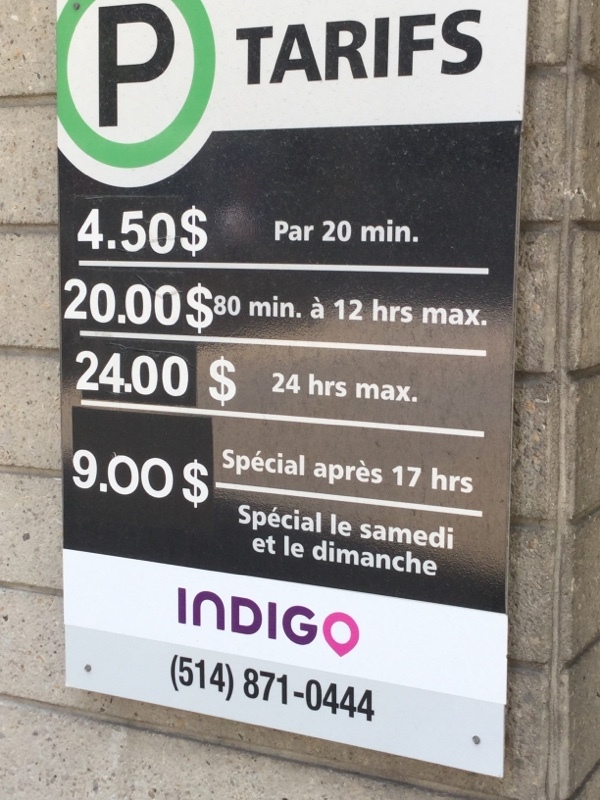 P TARIFS
4.50$ Par 20 min.
20.00$ 80 min. à 12 hrs max.
24.00 $ 24 hrs max.
9.00$ Spécial après 17 hrs
Spécial le samedi
et le dimanche
INDIGO
(514) 871-0444